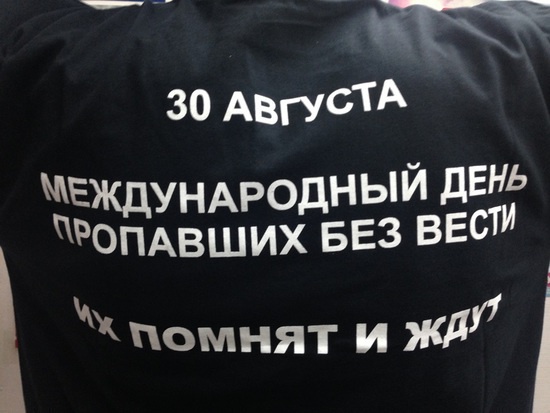 30 АВГУСТА
МЕЖДУНАРОДНЫЙ ДЕНЬ
ПРОПАВШИХ БЕЗ ВЕСТИ
ИХ ПОМНЯТ И ЖДУТ